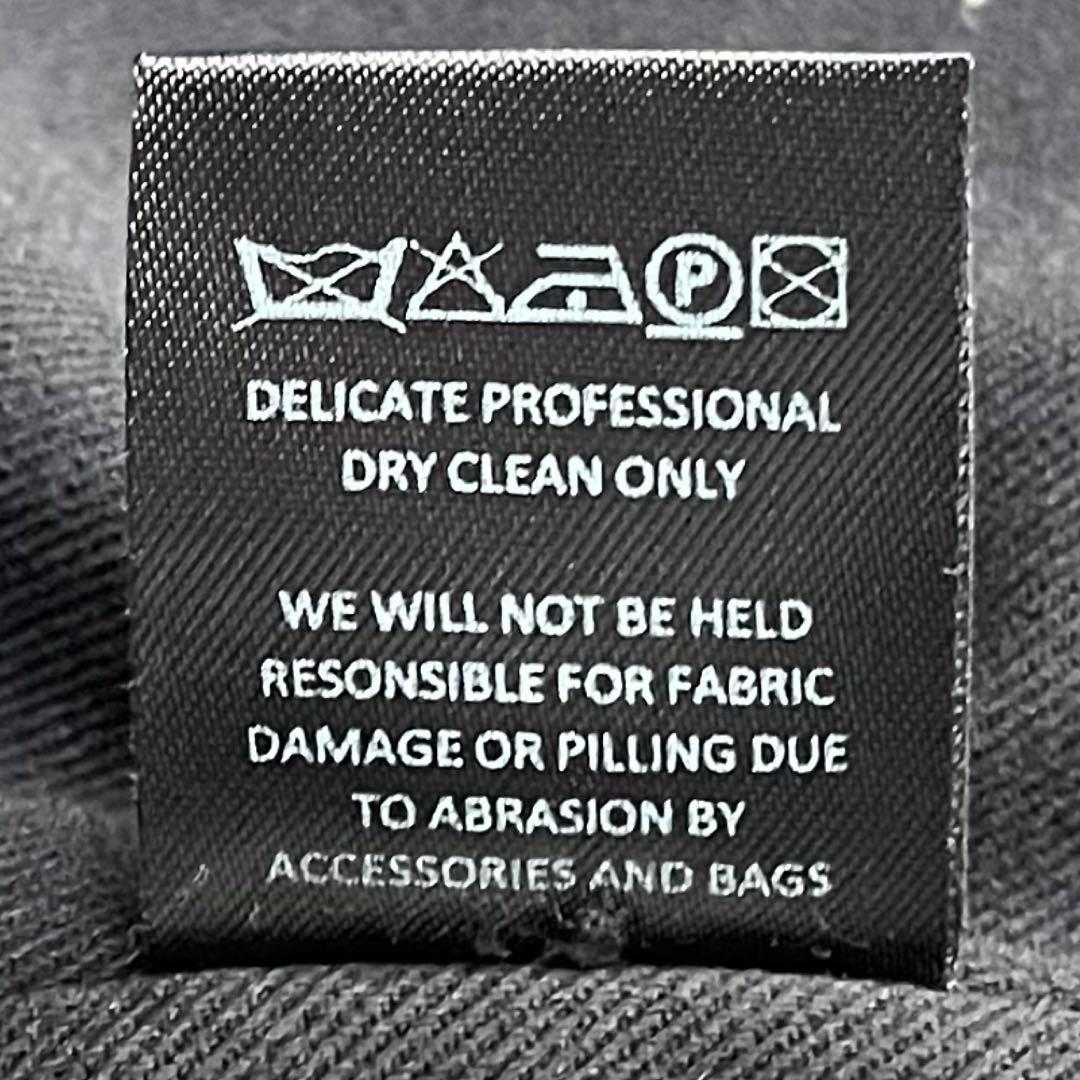 P
DELICATE PROFESSIONAL
DRY CLEAN ONLY
WE WILL NOT BE HELD
RESONSIBLE FOR FABRIC
DAMAGE OR PILLING DUE
TO ABRASION BY
ACCESSORIES AND BAGS